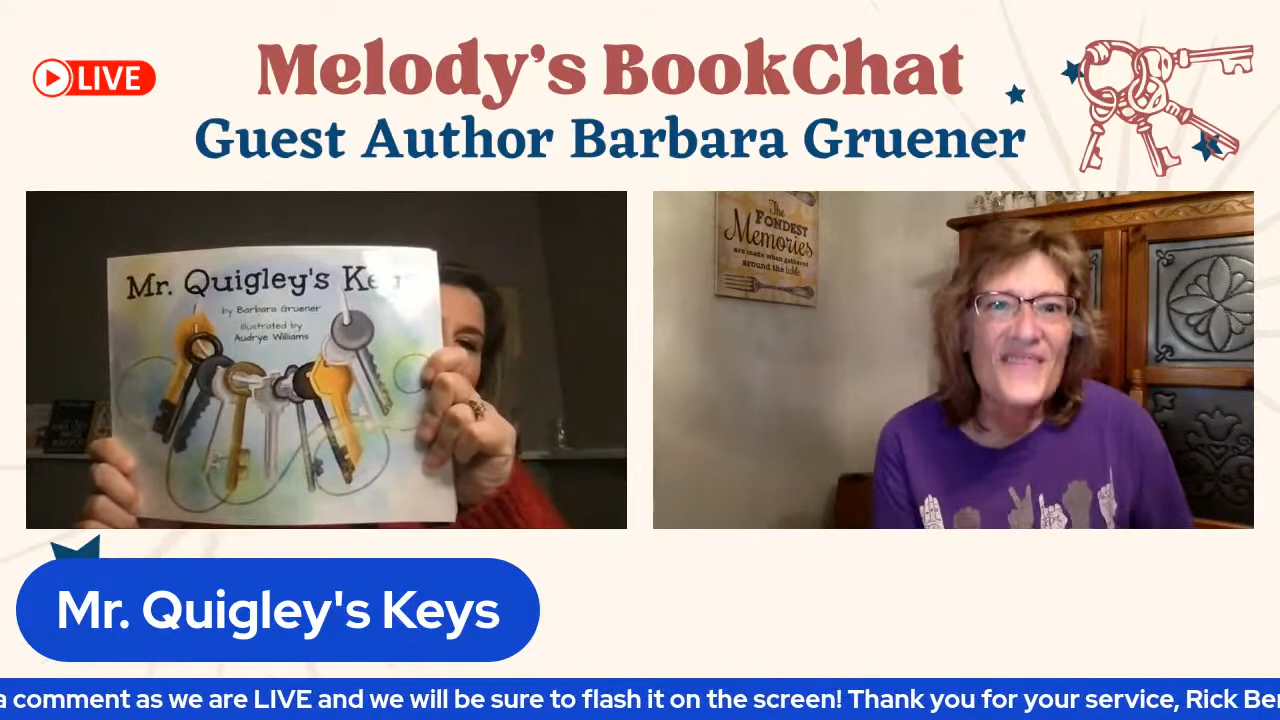 LIVE
Melody's BookChat
Guest Author Barbara Gruener
Mr. Quigley's
by Barbara Gruener
illustrated by
Audrye Williams
The
FONDEST
Memories
are made when gathered
around the table
Mr. Quigley's Keys
a comment as we are LIVE and we will be sure to flash it on the screen! Thank you for your service, Rick